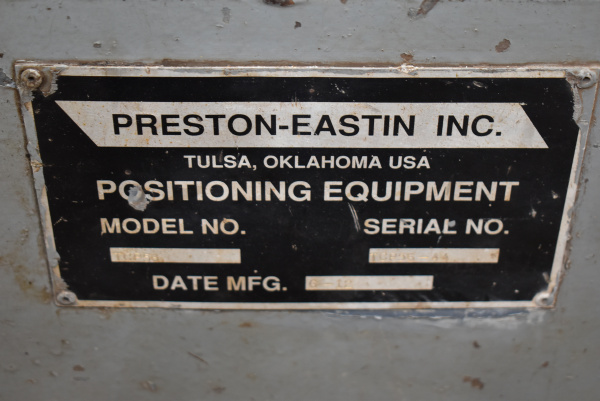 PRESTON-EASTIN INC.
TULSA, OKLAHOMA USA
POSITIONING EQUIPMENT
MODEL NO. SERIAL NO.
DATE MFG.